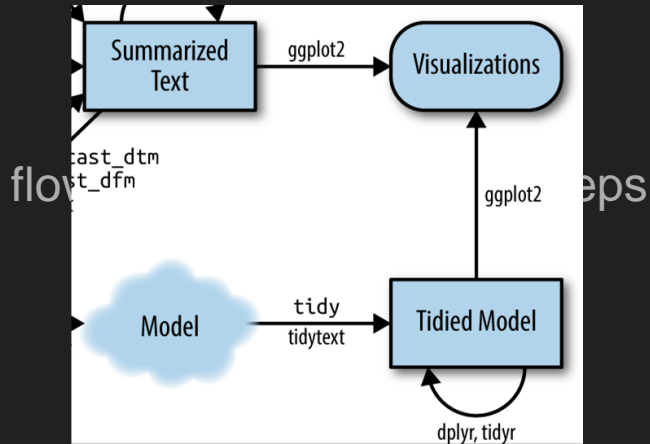 Summarized
Text
ggplot2
Visualizations
cast_dtm
st_dfm
ggplot2
Model
tidy
tidytext
Tidied Model
dplyr, tidyr